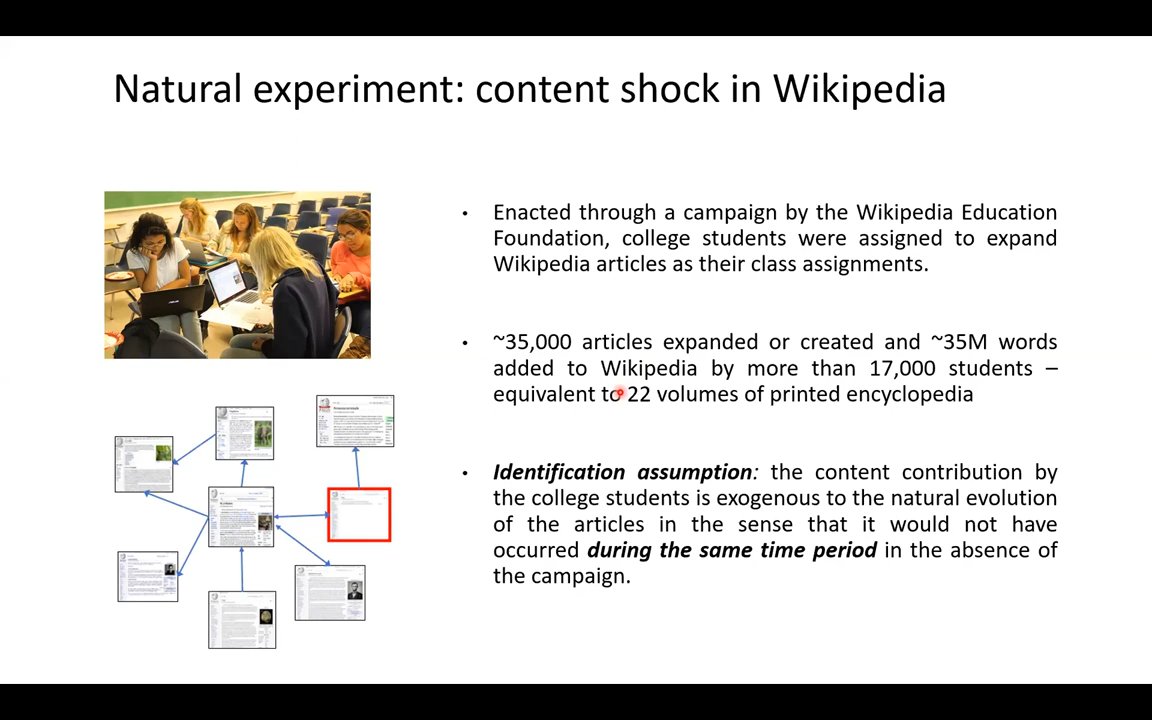 Natural experiment: content shock in Wikipedia
• Enacted through a campaign by the Wikipedia Education
Foundation, college students were assigned to expand
Wikipedia articles as their class assignments.
• ~35,000 articles expanded or created and ~35M words
added to Wikipedia by more than 17,000 students –
equivalent to 22 volumes of printed encyclopedia
• Identification assumption: the content contribution by
the college students is exogenous to the natural evolution
of the articles in the sense that it would not have
occurred during the same time period in the absence of
the campaign.